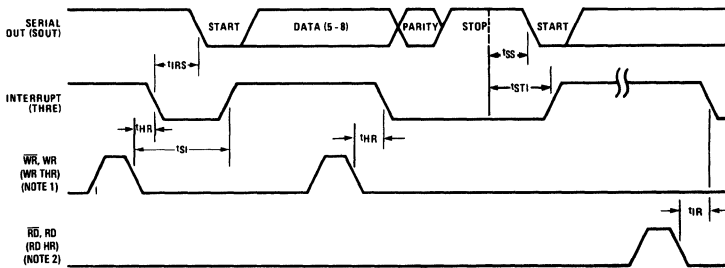 SERIAL
OUT (SOUT)
START
DATA (5 - 8)
PARITY
STOP
START
tSS
tIRS
tSTI
INTERRUPT
(THRE)
tHR
tSI
tHR
WR, WR
(WR THR)
(NOTE 1)
tIR
RD, RD
(RD HR)
(NOTE 2)